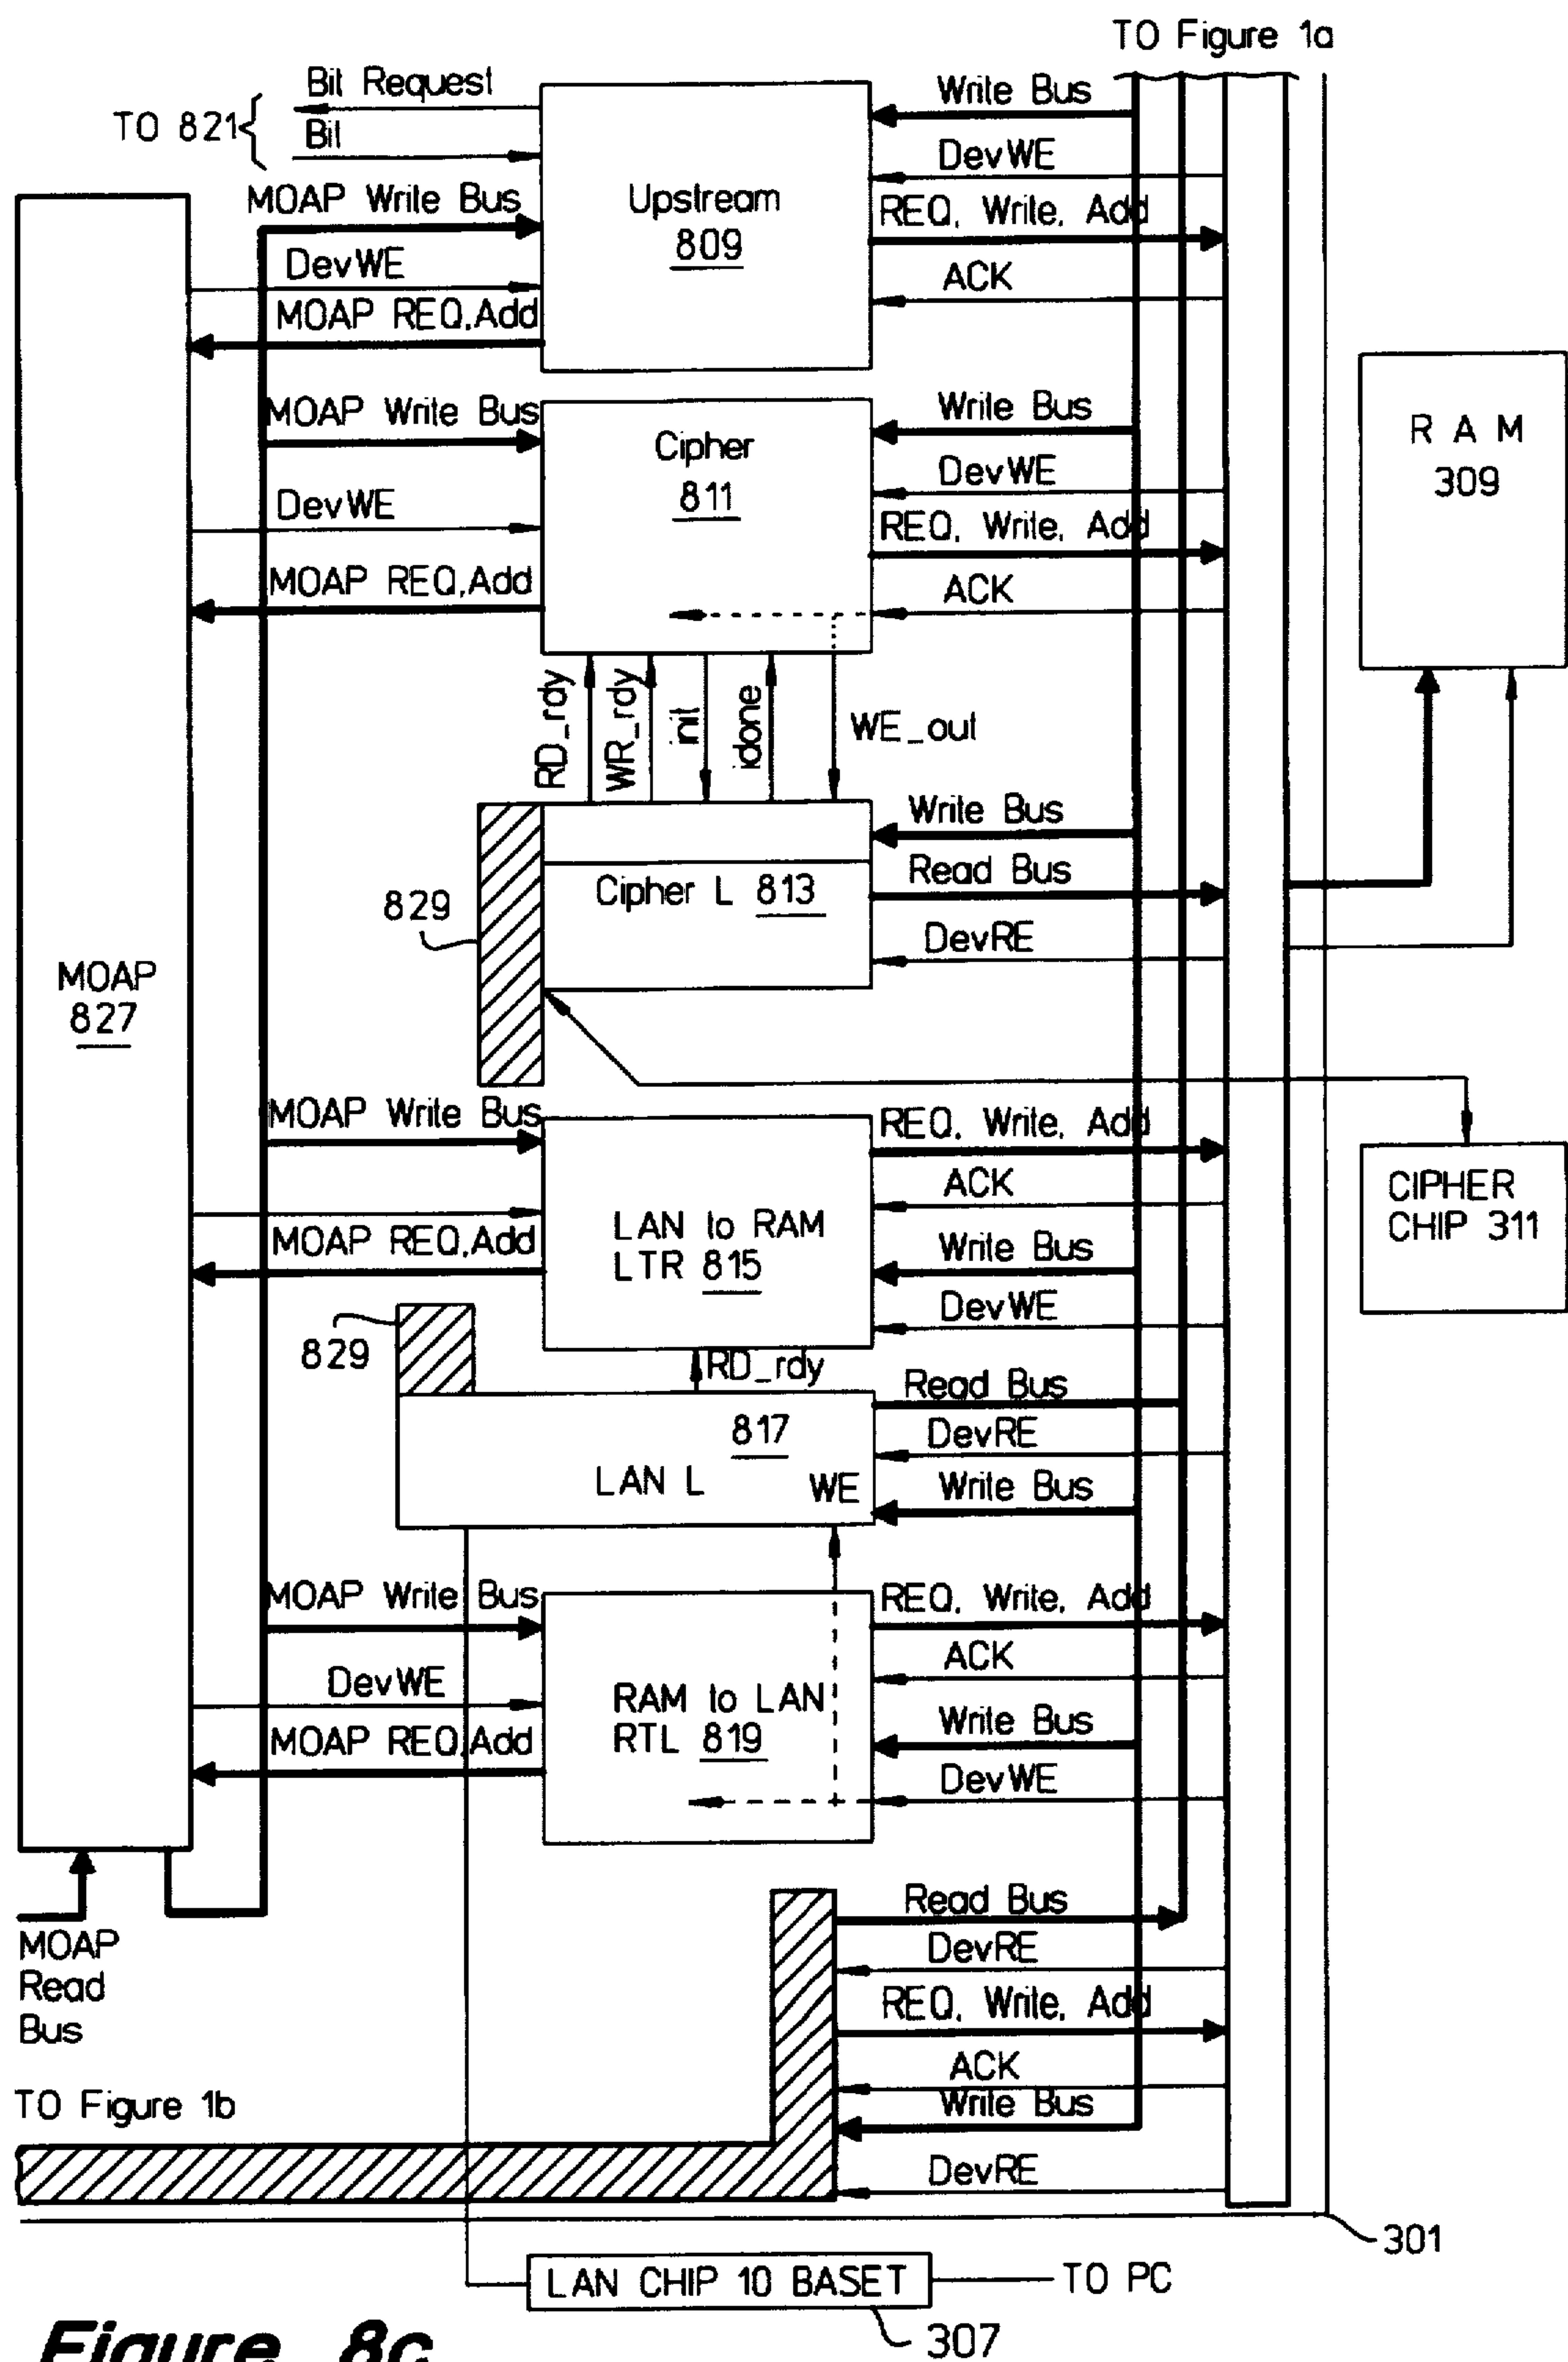 TO Figure 1a
Bit Request
TO 821
Bit
Write Bus
DevWE
MOAP Write Bus
Upstream
809
REQ, Write, Add
DevWE
ACK
MOAP REQ,Add
MOAP Write Bus
Cipher
811
Write Bus
DevWE
DevWE
REQ, Write, Add
MOAP REQ,Add
ACK
R A M
309
RD_rdy
WR_rdy
init
idone
WE_out
Write Bus
Cipher L 813
Read Bus
829
DevRE
MOAP
827
MOAP Write Bus
REQ, Write, Add
ACK
LAN to RAM
LTR 815
MOAP REQ,Add
Write Bus
DevWE
CIPHER
CHIP 311
829
RD_rdy
Read Bus
817
DevRE
LAN L
WE
Write Bus
MOAP Write Bus
REQ, Write, Add
ACK
DevWE
RAM to LAN
RTL 819
MOAP REQ,Add
Write Bus
DevWE
Read Bus
DevRE
MOAP
Read
Bus
REQ, Write, Add
ACK
Write Bus
TO Figure 1b
DevRE
301
LAN CHIP 10 BASET
TO PC
307
Figure 8c